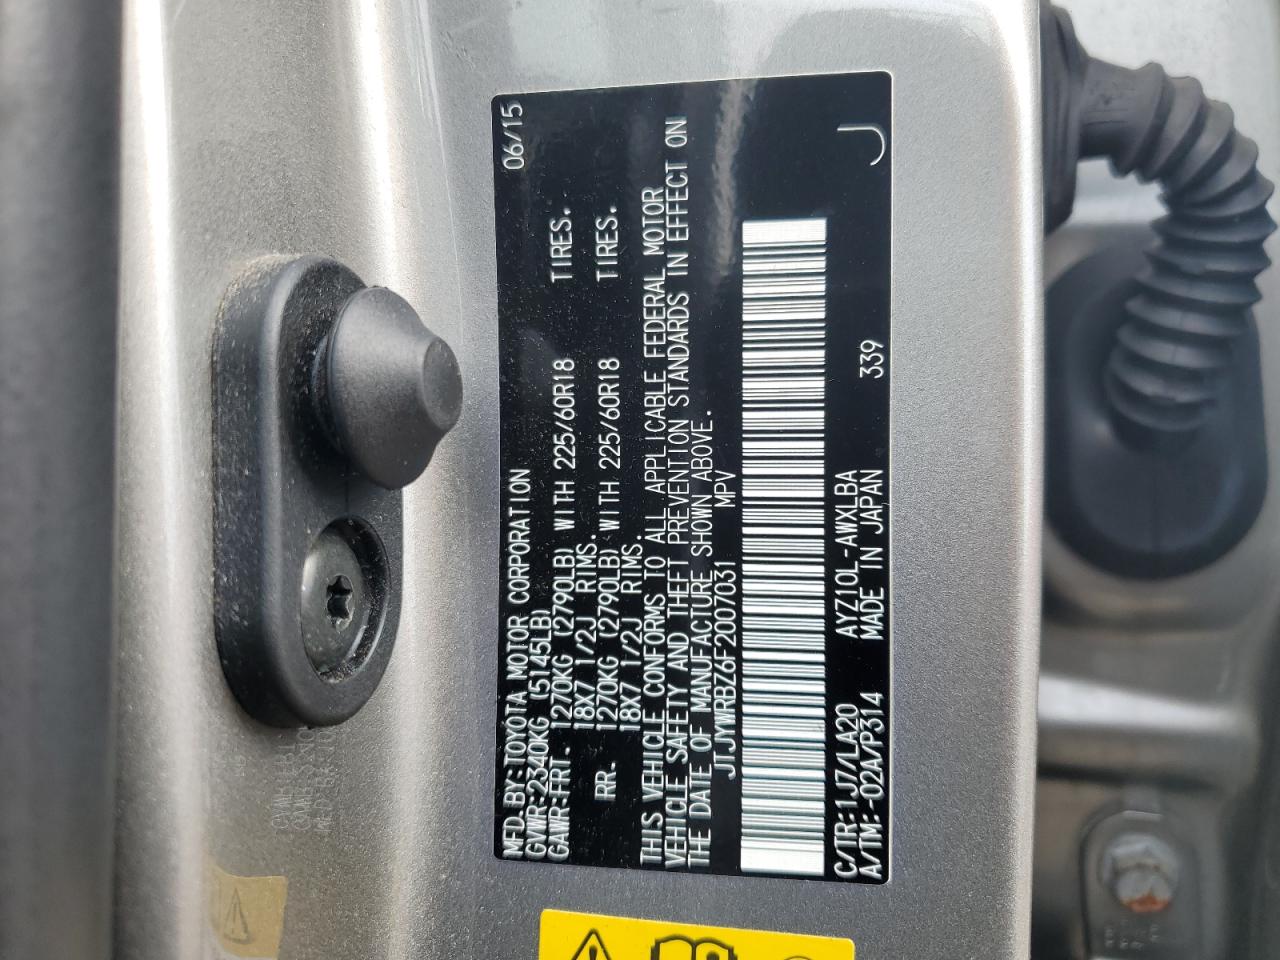 MFD. BY: TOYOTA MOTOR CORPORATION 06/15
GVWR: 2340KG (5145LB)
GAWR: FRT. 1270KG (2790LB) WITH 225/60R18 TIRES.
18X7 1/2J RIMS.
RR. 1270KG (2790LB) WITH 225/60R18 TIRES.
18X7 1/2J RIMS.
THIS VEHICLE CONFORMS TO ALL APPLICABLE FEDERAL MOTOR
VEHICLE SAFETY AND THEFT PREVENTION STANDARDS IN EFFECT ON
THE DATE OF MANUFACTURE SHOWN ABOVE.
JTJYWRBZ6F2007031 MPV
C/TR: 1J7/LA20 AYZ10L-AWXLBA 339 J
A/TM: -02A/P314 MADE IN JAPAN